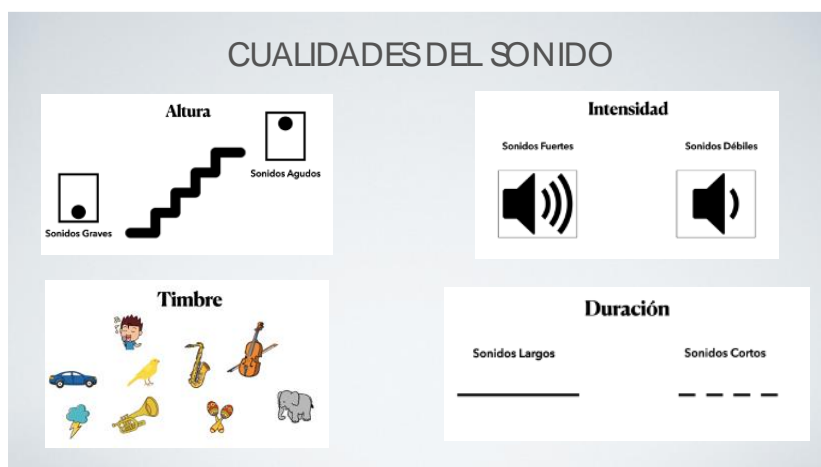 CUALIDADES DEL SONIDO
Altura
Sonidos Agudos
Sonidos Graves
Intensidad
Sonidos Fuertes
Sonidos Débiles
Timbre
Duración
Sonidos Largos
Sonidos Cortos